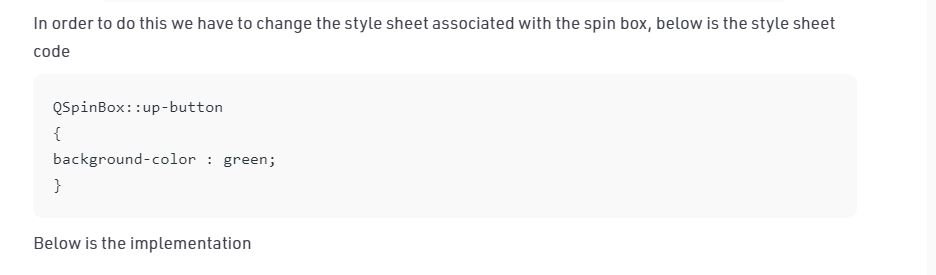 In order to do this we have to change the style sheet associated with the spin box, below is the style sheet
code
QSpinBox::up-button
{
background-color : green;
}
Below is the implementation